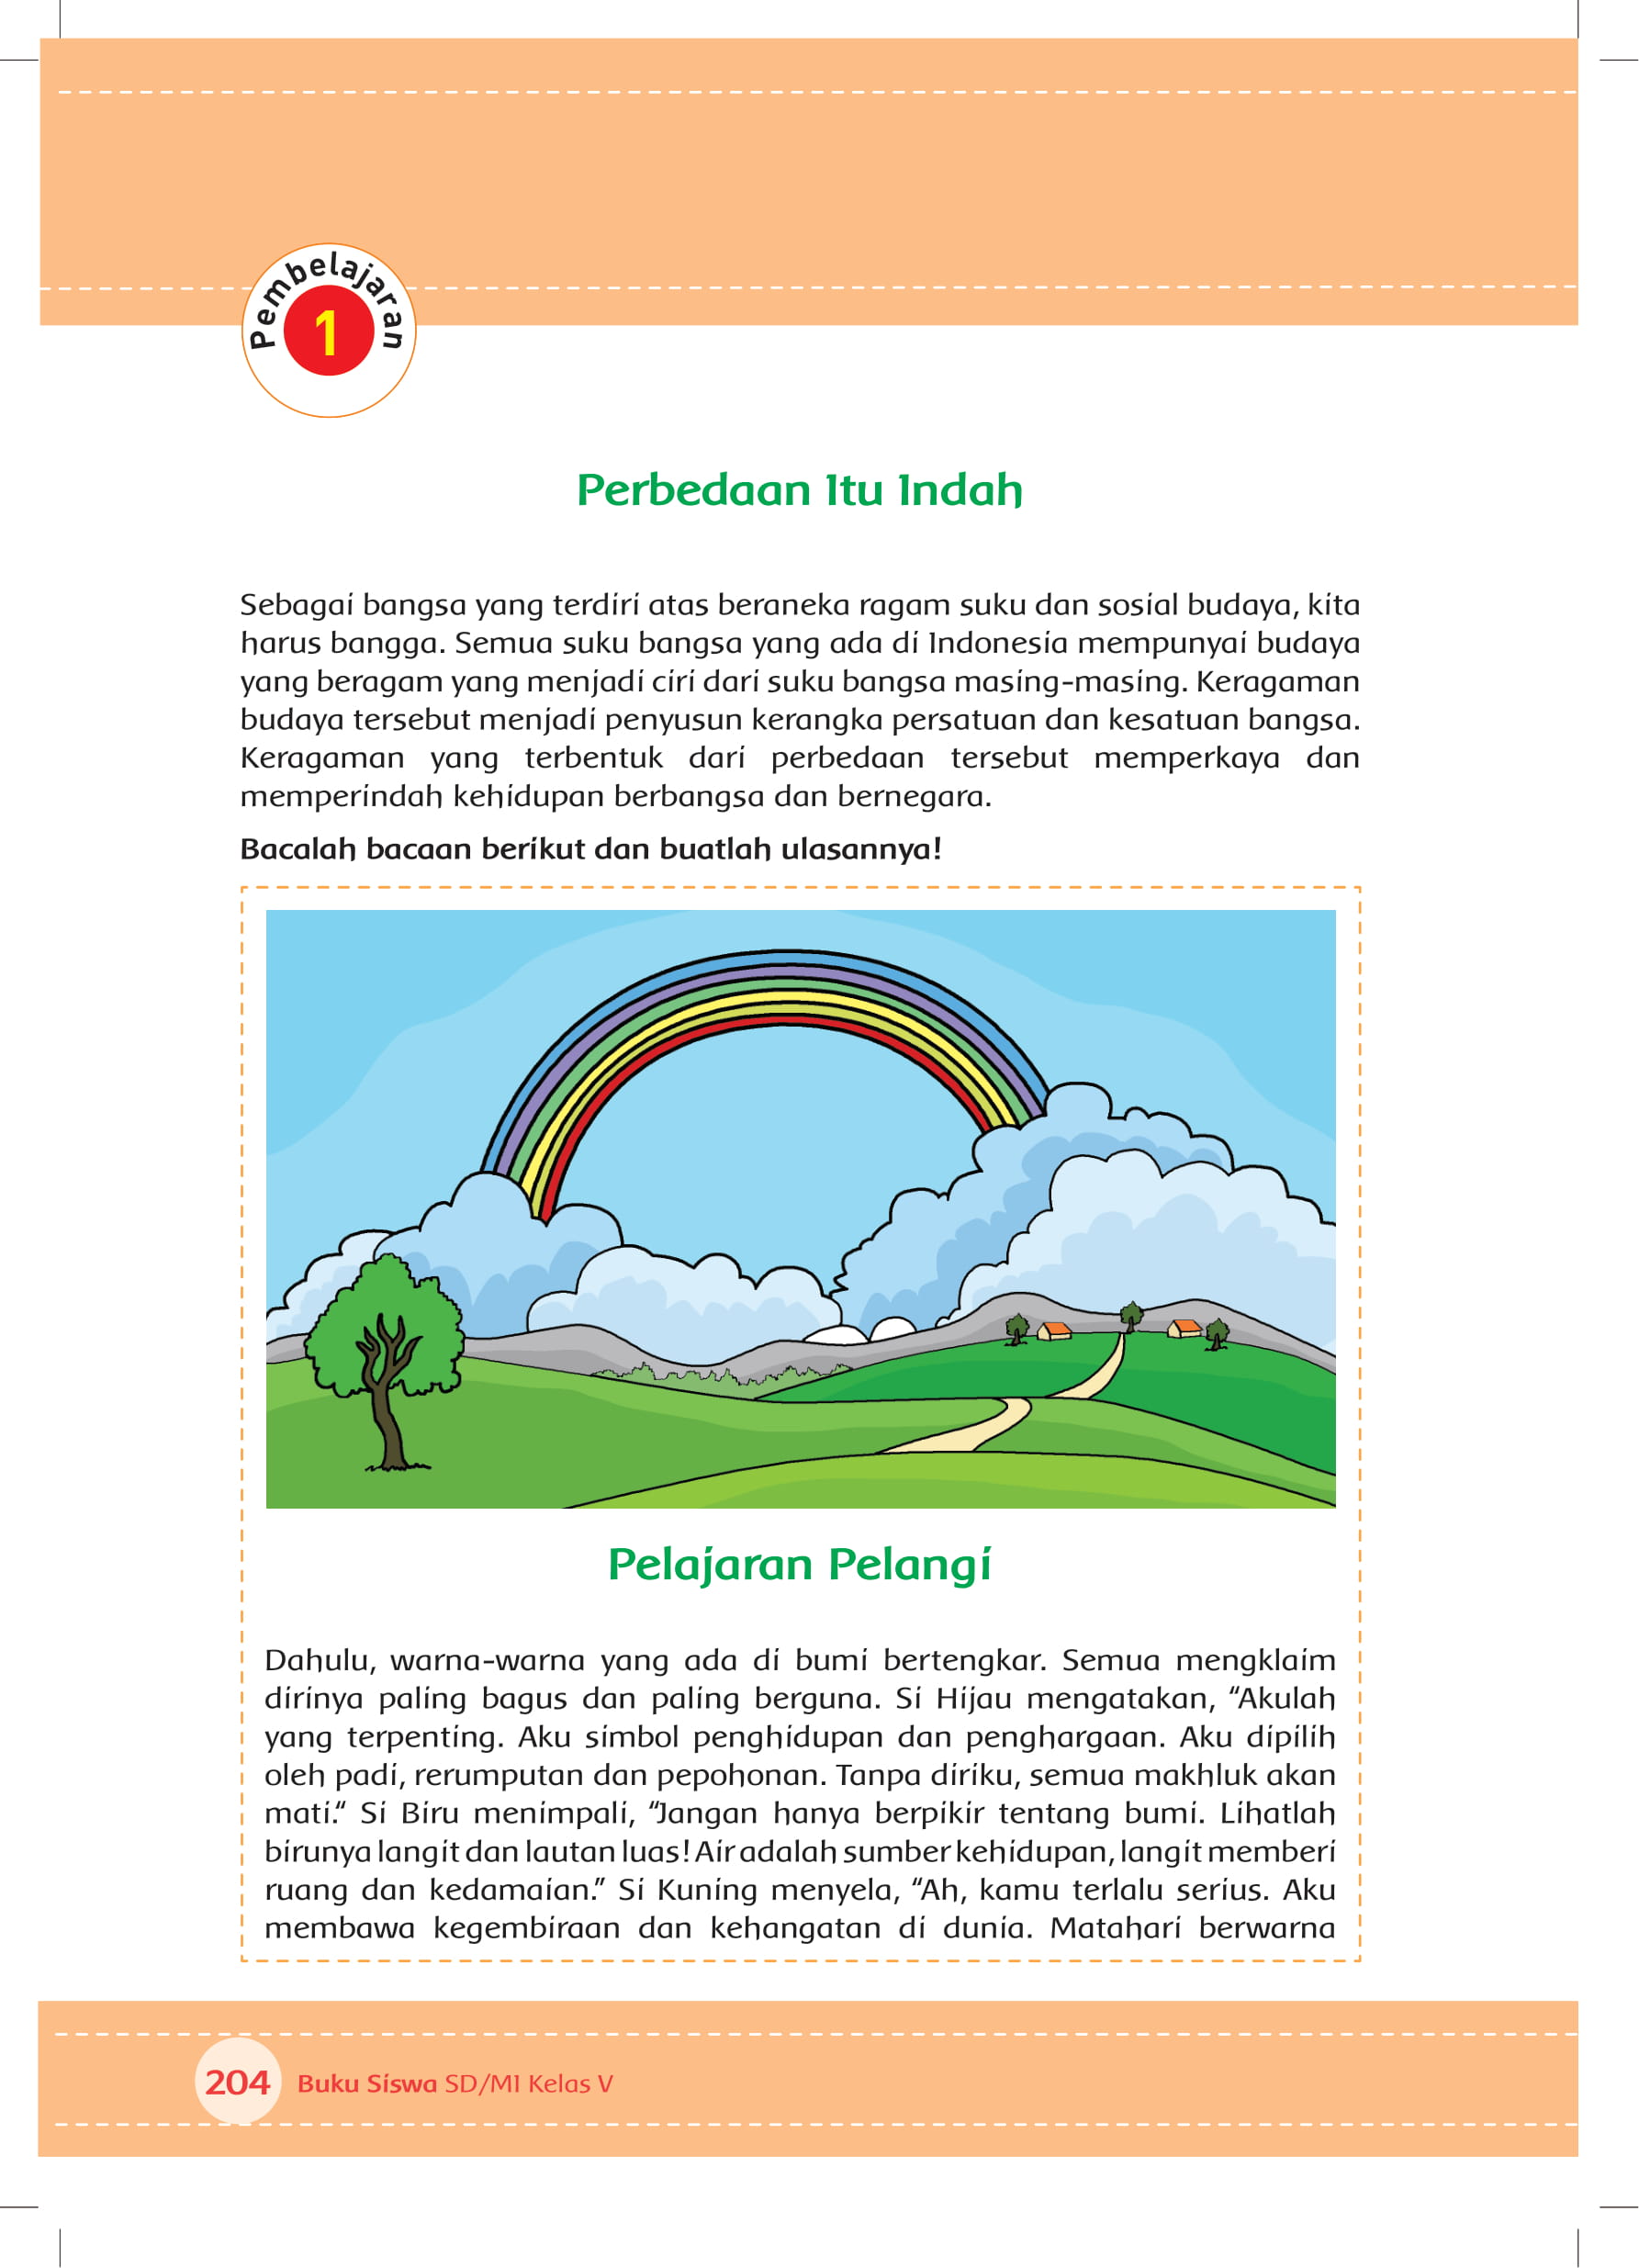 Pembelajaran
1
Perbedaan Itu Indah
Sebagai bangsa yang terdiri atas beraneka ragam suku dan sosial budaya, kita
harus bangga. Semua suku bangsa yang ada di Indonesia mempunyai budaya
yang beragam yang menjadi ciri dari suku bangsa masing-masing. Keragaman
budaya tersebut menjadi penyusun kerangka persatuan dan kesatuan bangsa.
Keragaman yang terbentuk dari perbedaan tersebut memperkaya dan
memperindah kehidupan berbangsa dan bernegara.
Bacalah bacaan berikut dan buatlah ulasannya!
Pelajaran Pelangi
Dahulu, warna-warna yang ada di bumi bertengkar. Semua mengklaim
dirinya paling bagus dan paling berguna. Si Hijau mengatakan, “Akulah
yang terpenting. Aku simbol penghidupan dan penghargaan. Aku dipilih
oleh padi, rerumputan dan pepohonan. Tanpa diriku, semua makhluk akan
mati.“ Si Biru menimpali, “Jangan hanya berpikir tentang bumi. Lihatlah
birunya langit dan lautan luas! Air adalah sumber kehidupan, langit memberi
ruang dan kedamaian.” Si Kuning menyela, “Ah, kamu terlalu serius. Aku
membawa kegembiraan dan kehangatan di dunia. Matahari berwarna
204 Buku Siswa SD/MI Kelas V